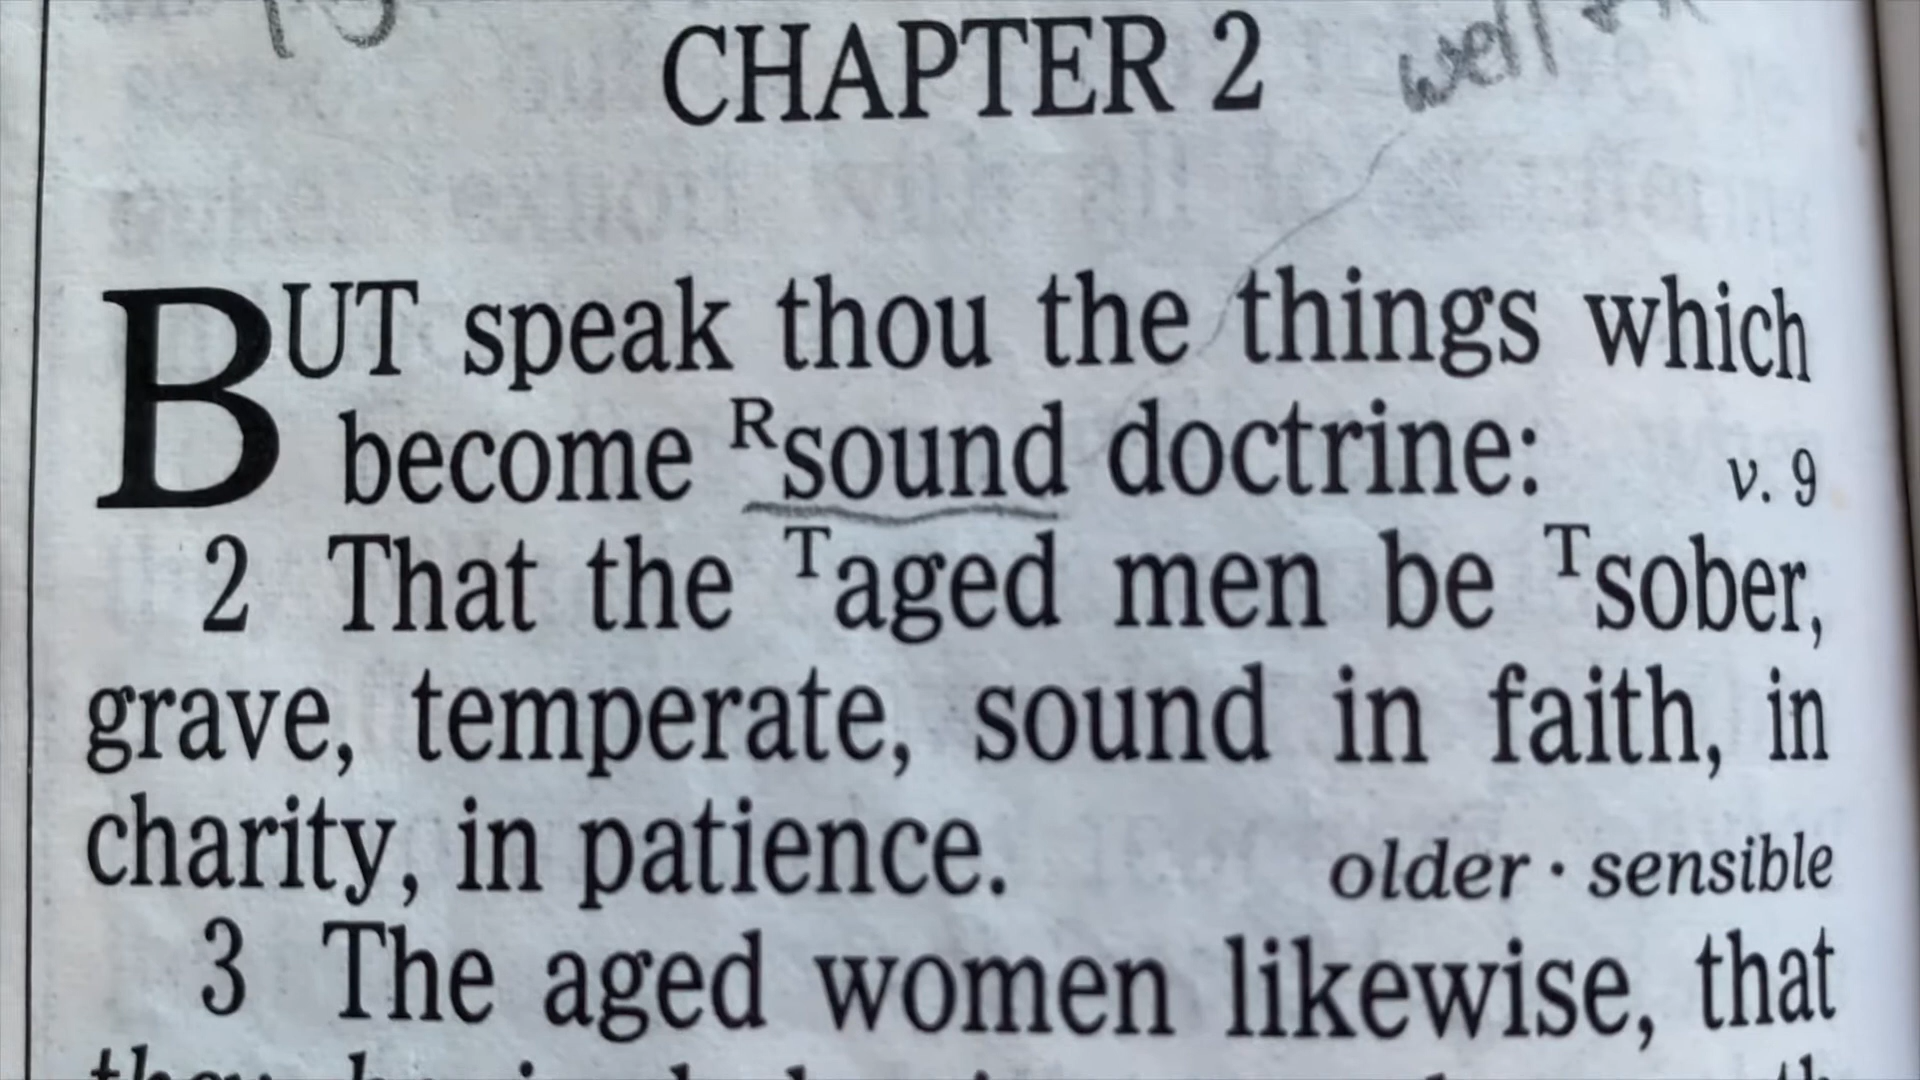 CHAPTER 2
well
BUT speak thou the things which
become ᴿsound doctrine: v. 9
2 That the ᵀaged men be ᵀsober,
grave, temperate, sound in faith, in
charity, in patience. older · sensible
3 The aged women likewise, that